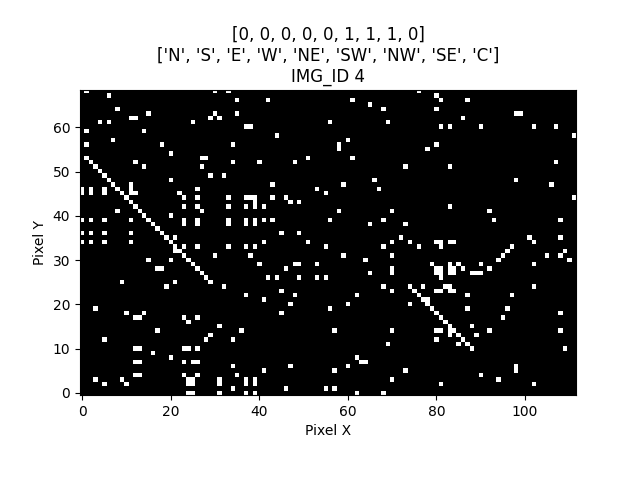 [0, 0, 0, 0, 0, 1, 1, 1, 0]
['N', 'S', 'E', 'W', 'NE', 'SW', 'NW', 'SE', 'C']
IMG_ID 4
60
50
40
30
20
10
0
Pixel Y
0 20 40 60 80 100
Pixel X